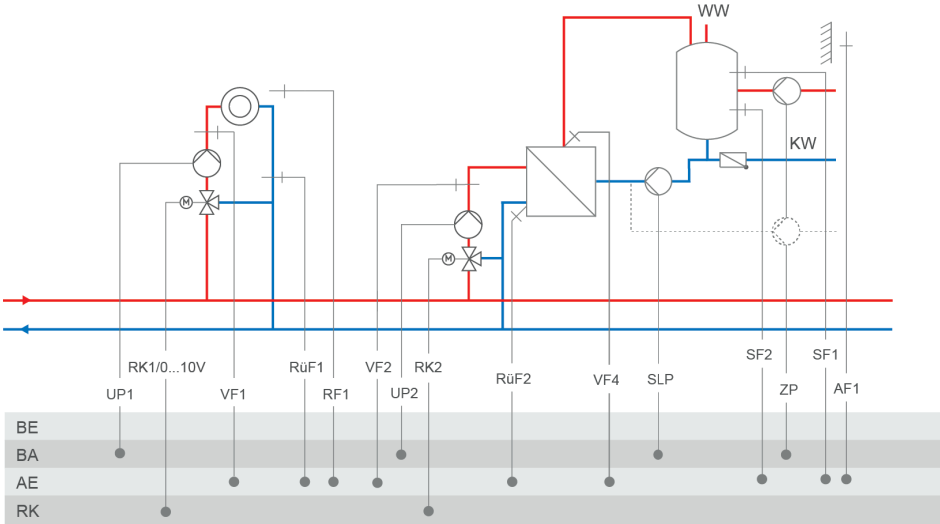 WW
KW
M
M
RK1/0...10V
RüF1
VF2
RK2
SF2
SF1
UP1
VF1
RF1
UP2
RüF2
VF4
SLP
ZP
AF1
BE
BA
AE
RK